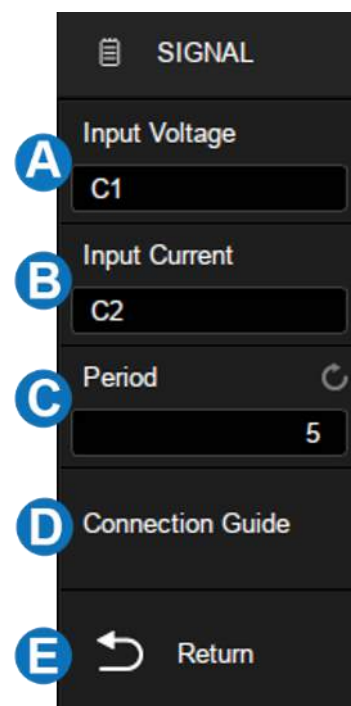 SIGNAL
A
Input Voltage
C1
B
Input Current
C2
C
Period
5
D
Connection Guide
E
Return